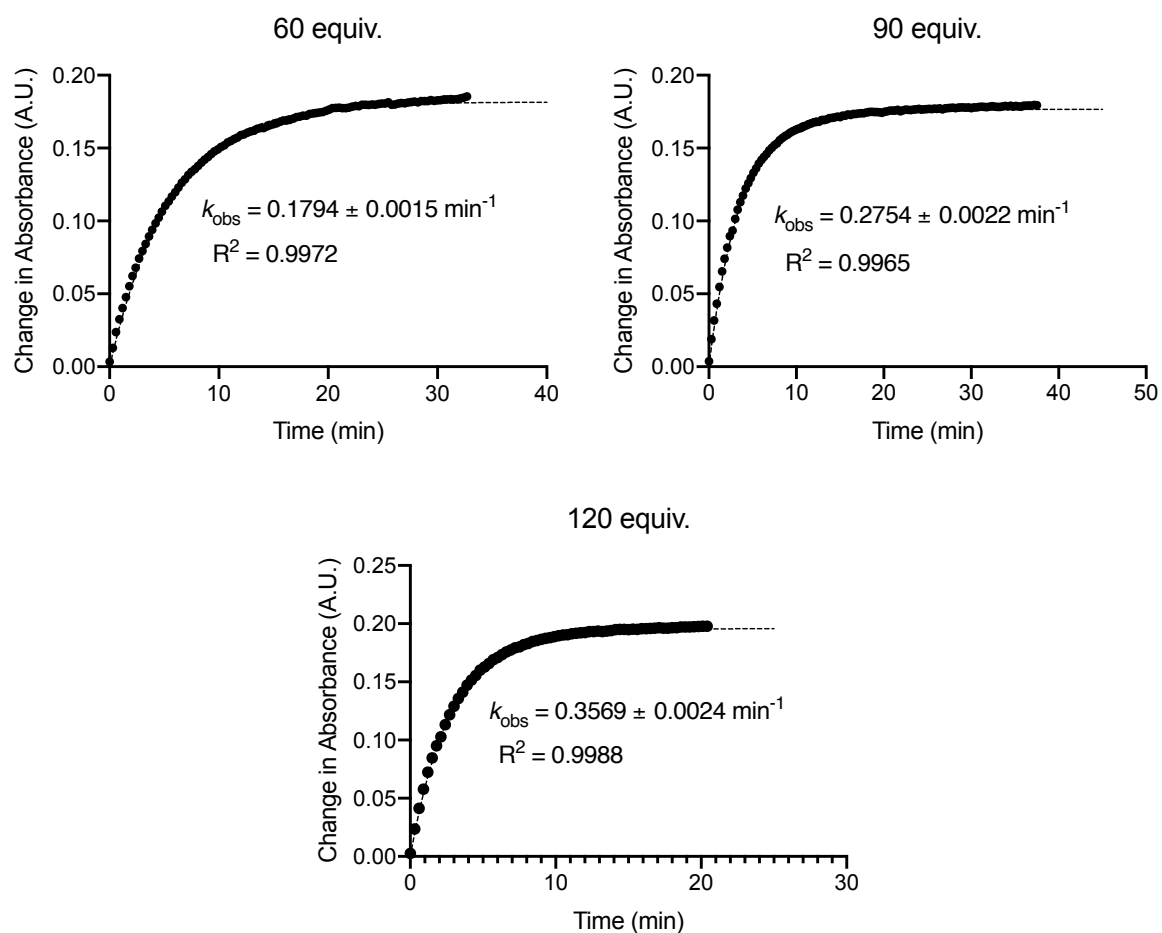 60 equiv.
Change in Absorbance (A.U.)
0.20
0.15
0.10
0.05
0.00
k_obs = 0.1794 ± 0.0015 min⁻¹
R² = 0.9972
0 10 20 30 40
Time (min)
90 equiv.
Change in Absorbance (A.U.)
0.20
0.15
0.10
0.05
0.00
k_obs = 0.2754 ± 0.0022 min⁻¹
R² = 0.9965
0 10 20 30 40 50
Time (min)
120 equiv.
Change in Absorbance (A.U.)
0.25
0.20
0.15
0.10
0.05
0.00
k_obs = 0.3569 ± 0.0024 min⁻¹
R² = 0.9988
0 10 20 30
Time (min)